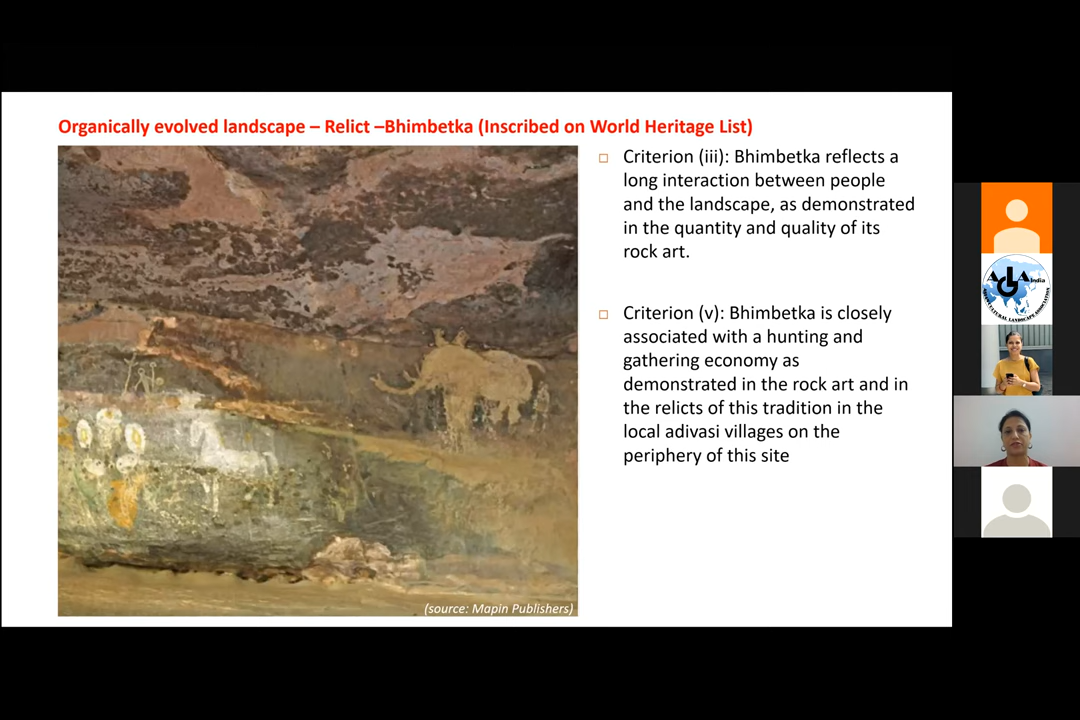 Organically evolved landscape – Relict –Bhimbetka (Inscribed on World Heritage List)
Criterion (iii): Bhimbetka reflects a
long interaction between people
and the landscape, as demonstrated
in the quantity and quality of its
rock art.
Criterion (v): Bhimbetka is closely
associated with a hunting and
gathering economy as
demonstrated in the rock art and in
the relicts of this tradition in the
local adivasi villages on the
periphery of this site
(source: Mapin Publishers)
India